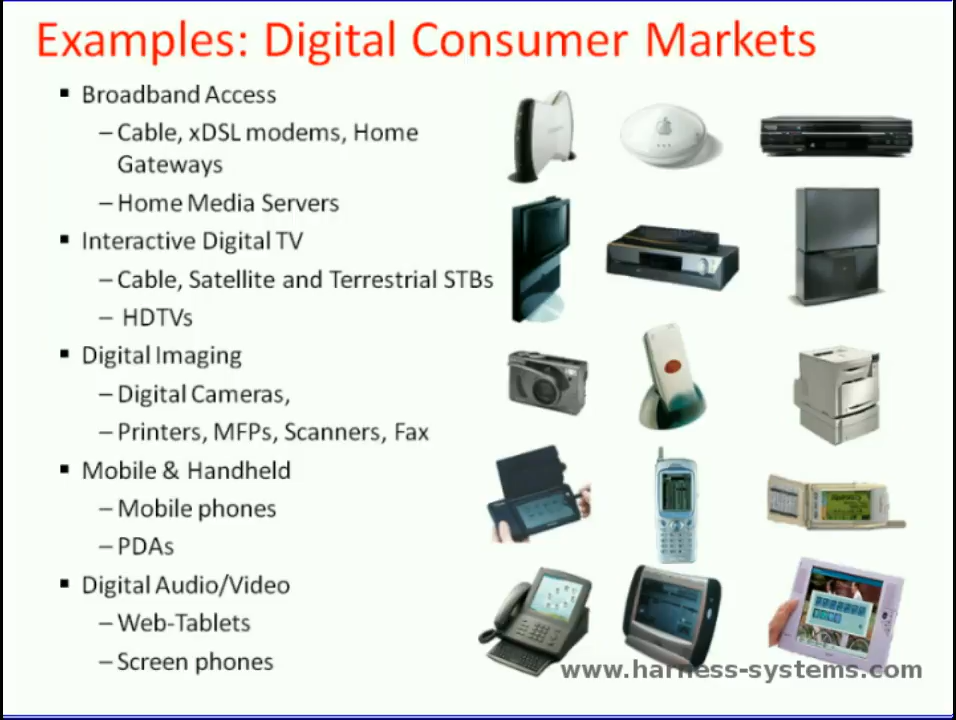 Examples: Digital Consumer Markets
▪ Broadband Access
– Cable, xDSL modems, Home
Gateways
– Home Media Servers
▪ Interactive Digital TV
– Cable, Satellite and Terrestrial STBs
– HDTVs
▪ Digital Imaging
– Digital Cameras,
– Printers, MFPs, Scanners, Fax
▪ Mobile & Handheld
– Mobile phones
– PDAs
▪ Digital Audio/Video
– Web-Tablets
– Screen phones
www.harness-systems.com